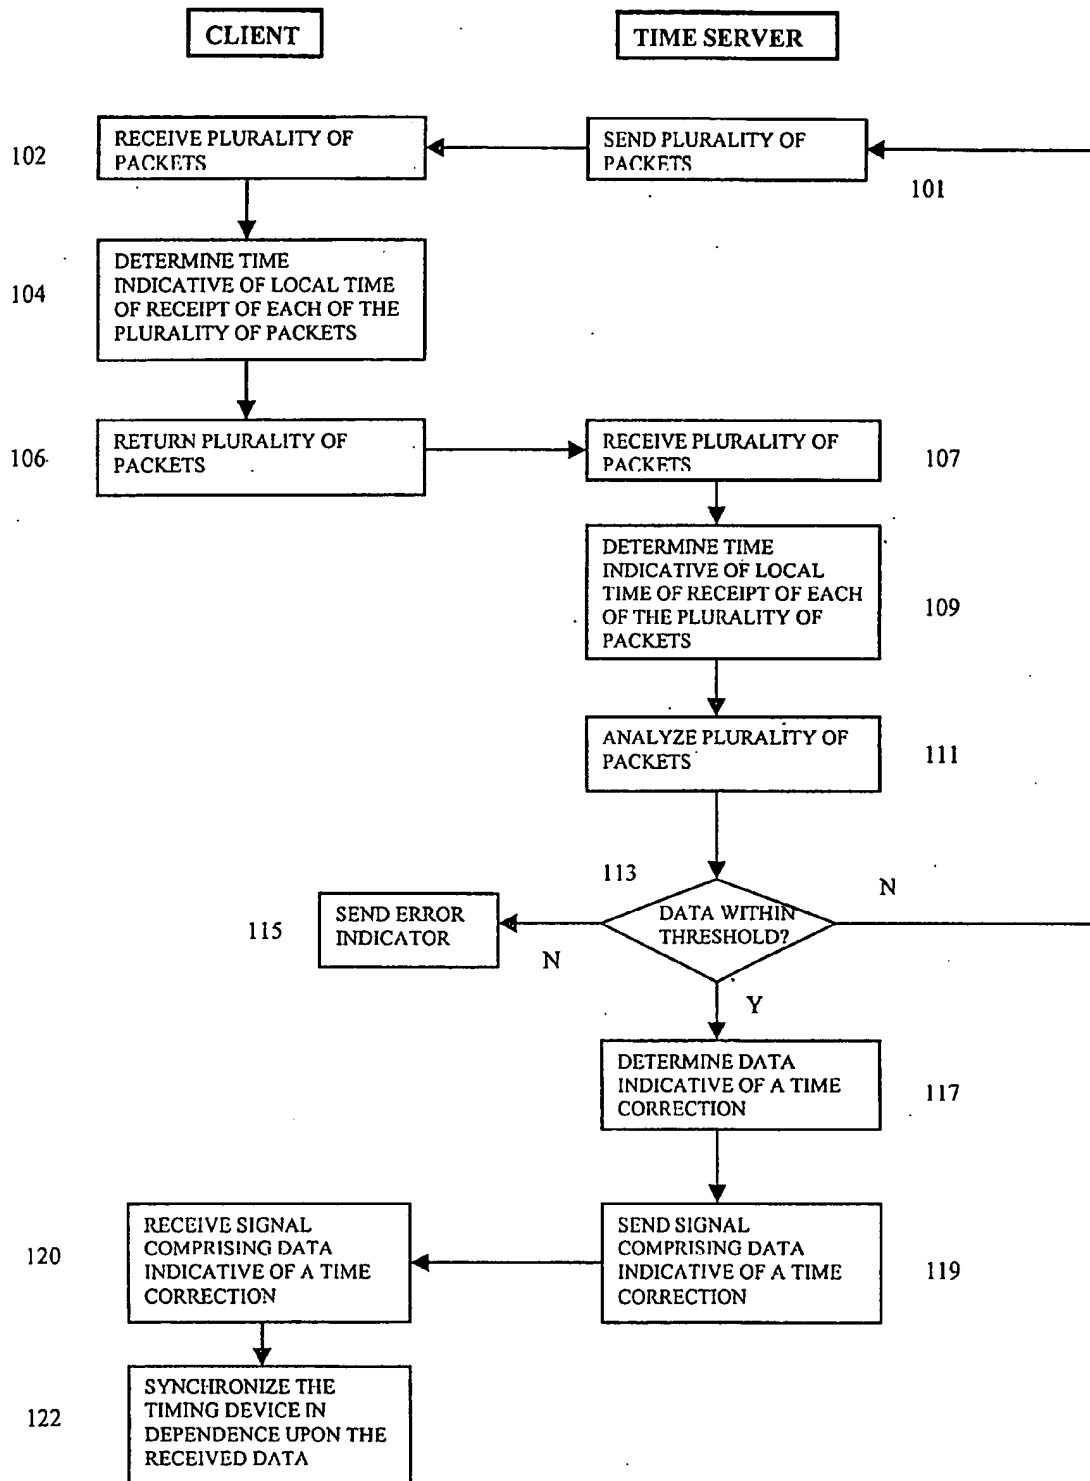 CLIENT
TIME SERVER
102
RECEIVE PLURALITY OF
PACKETS
SEND PLURALITY OF
PACKETS
101
104
DETERMINE TIME
INDICATIVE OF LOCAL TIME
OF RECEIPT OF EACH OF THE
PLURALITY OF PACKETS
106
RETURN PLURALITY OF
PACKETS
RECEIVE PLURALITY OF
PACKETS
107
DETERMINE TIME
INDICATIVE OF LOCAL
TIME OF RECEIPT OF EACH
OF THE PLURALITY OF
PACKETS
109
ANALYZE PLURALITY OF
PACKETS
111
113
DATA WITHIN
THRESHOLD?
N
115
SEND ERROR
INDICATOR
N
Y
DETERMINE DATA
INDICATIVE OF A TIME
CORRECTION
117
120
RECEIVE SIGNAL
COMPRISING DATA
INDICATIVE OF A TIME
CORRECTION
SEND SIGNAL
COMPRISING DATA
INDICATIVE OF A TIME
CORRECTION
119
122
SYNCHRONIZE THE
TIMING DEVICE IN
DEPENDENCE UPON THE
RECEIVED DATA